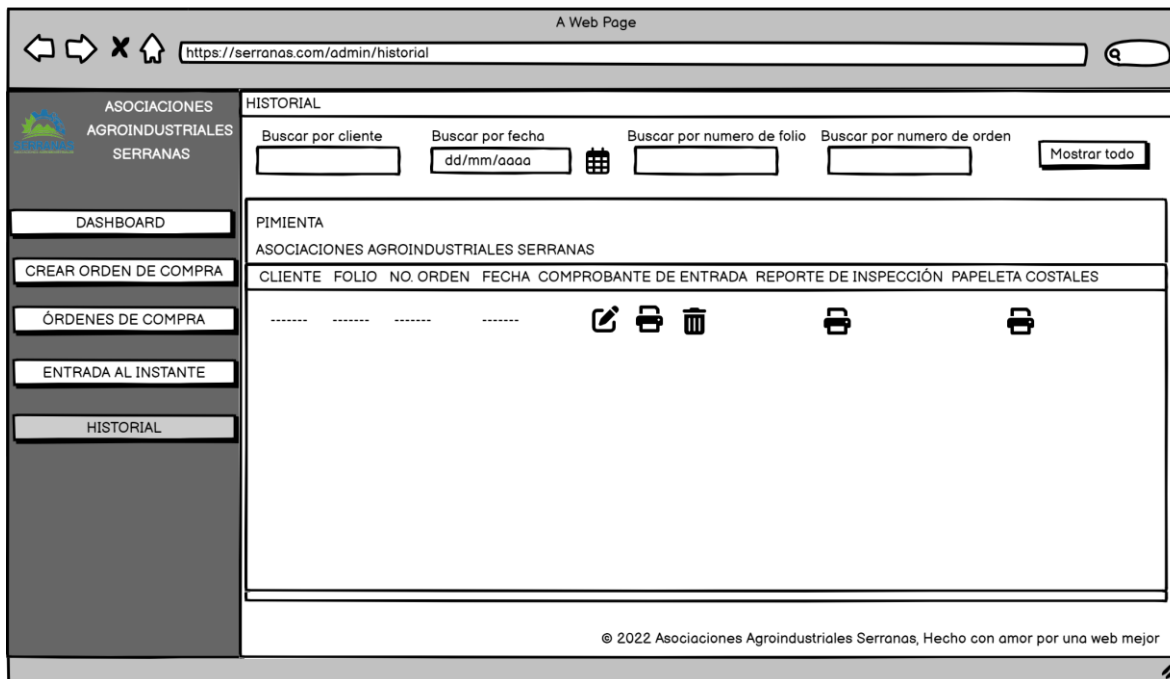 A Web Page
https://serranas.com/admin/historial
ASOCIACIONES
AGROINDUSTRIALES
SERRANAS
SERRANAS
DASHBOARD
CREAR ORDEN DE COMPRA
ÓRDENES DE COMPRA
ENTRADA AL INSTANTE
HISTORIAL
HISTORIAL
Buscar por cliente Buscar por fecha Buscar por numero de folio Buscar por numero de orden
dd/mm/aaaa Mostrar todo
PIMIENTA
ASOCIACIONES AGROINDUSTRIALES SERRANAS
CLIENTE FOLIO NO. ORDEN FECHA COMPROBANTE DE ENTRADA REPORTE DE INSPECCIÓN PAPELETA COSTALES
------- ------- ------- -------
© 2022 Asociaciones Agroindustriales Serranas, Hecho con amor por una web mejor